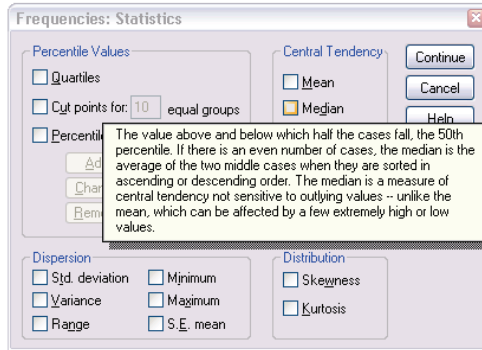 Frequencies: Statistics
Percentile Values
Quartiles
Cut points for: 10 equal groups
Central Tendency
Mean
Median
Continue
Cancel
Help
The value above and below which half the cases fall, the 50th
percentile. If there is an even number of cases, the median is the
average of the two middle cases when they are sorted in
ascending or descending order. The median is a measure of
central tendency not sensitive to outlying values -- unlike the
mean, which can be affected by a few extremely high or low
values.
Dispersion
Std. deviation
Minimum
Variance
Maximum
Range
S.E. mean
Distribution
Skewness
Kurtosis